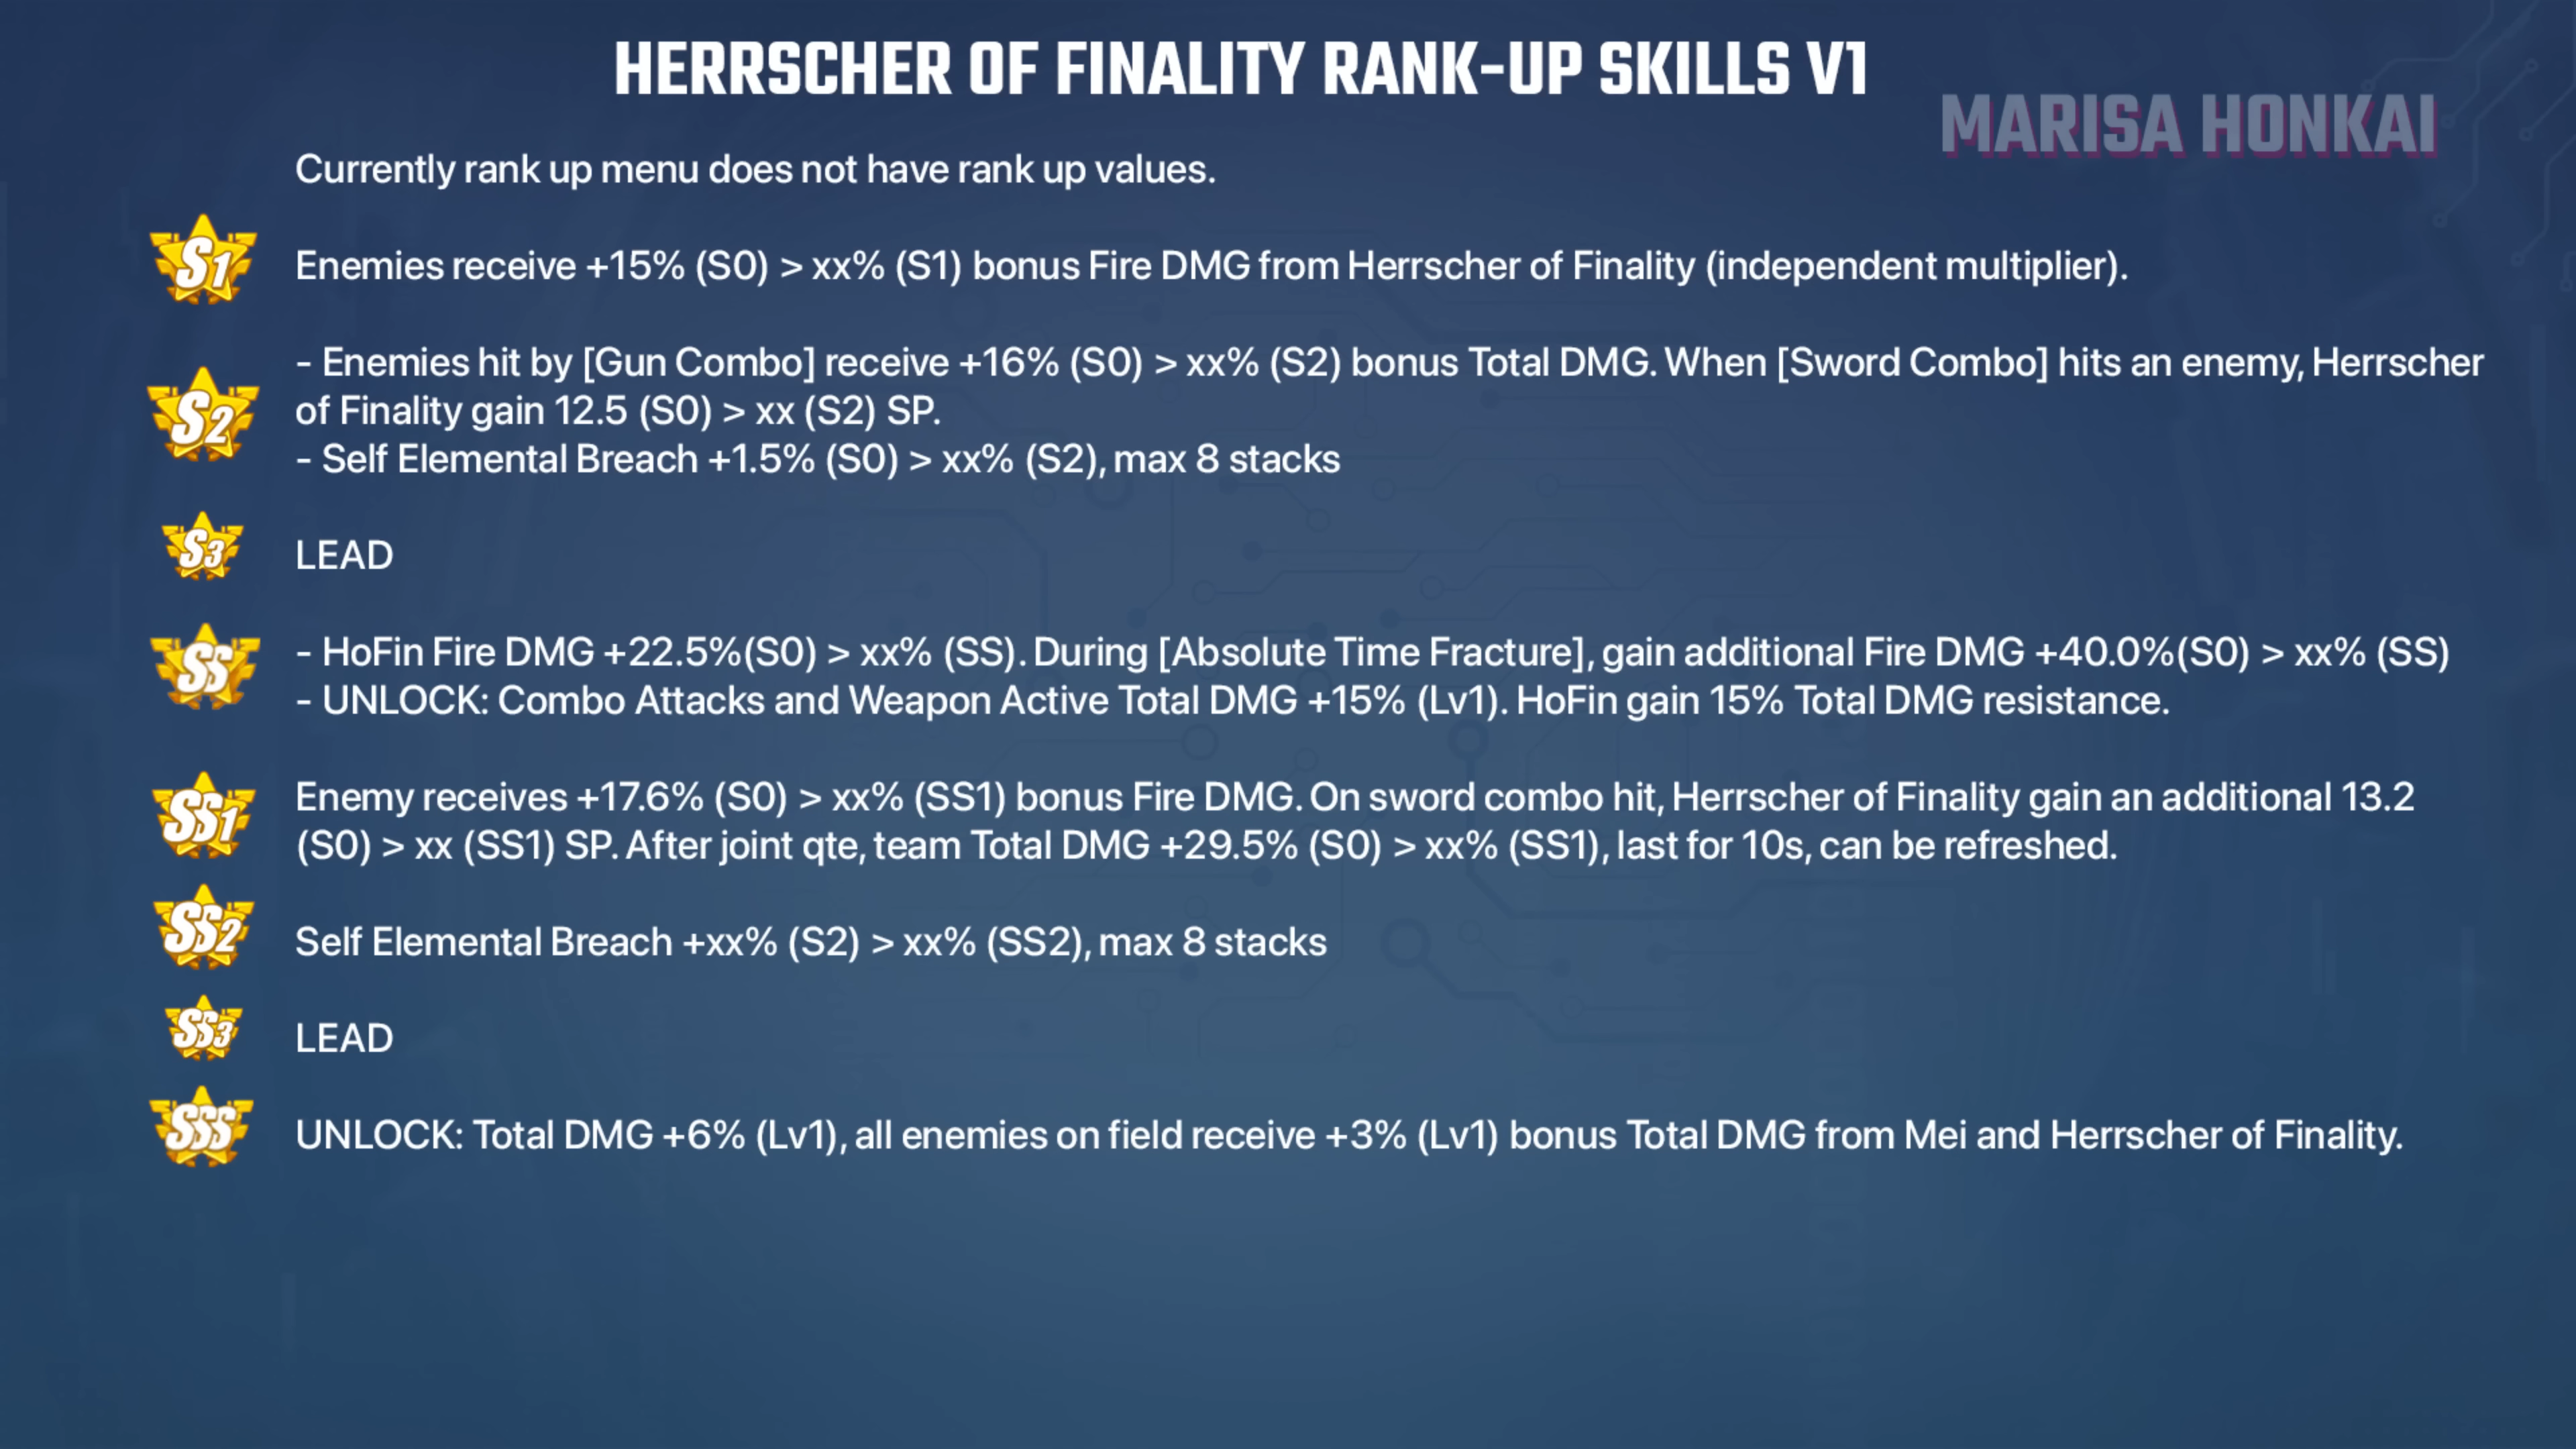 HERRSCHER OF FINALITY RANK-UP SKILLS V1
MARISA HONKAI
Currently rank up menu does not have rank up values.
S1
Enemies receive +15% (S0) > xx% (S1) bonus Fire DMG from Herrscher of Finality (independent multiplier).
S2
- Enemies hit by [Gun Combo] receive +16% (S0) > xx% (S2) bonus Total DMG. When [Sword Combo] hits an enemy, Herrscher
of Finality gain 12.5 (S0) > xx (S2) SP.
- Self Elemental Breach +1.5% (S0) > xx% (S2), max 8 stacks
S3
LEAD
SS
- HoFin Fire DMG +22.5%(S0) > xx% (SS). During [Absolute Time Fracture], gain additional Fire DMG +40.0%(S0) > xx% (SS)
- UNLOCK: Combo Attacks and Weapon Active Total DMG +15% (Lv1). HoFin gain 15% Total DMG resistance.
SS1
Enemy receives +17.6% (S0) > xx% (SS1) bonus Fire DMG. On sword combo hit, Herrscher of Finality gain an additional 13.2
(S0) > xx (SS1) SP. After joint qte, team Total DMG +29.5% (S0) > xx% (SS1), last for 10s, can be refreshed.
SS2
Self Elemental Breach +xx% (S2) > xx% (SS2), max 8 stacks
SS3
LEAD
SSS
UNLOCK: Total DMG +6% (Lv1), all enemies on field receive +3% (Lv1) bonus Total DMG from Mei and Herrscher of Finality.